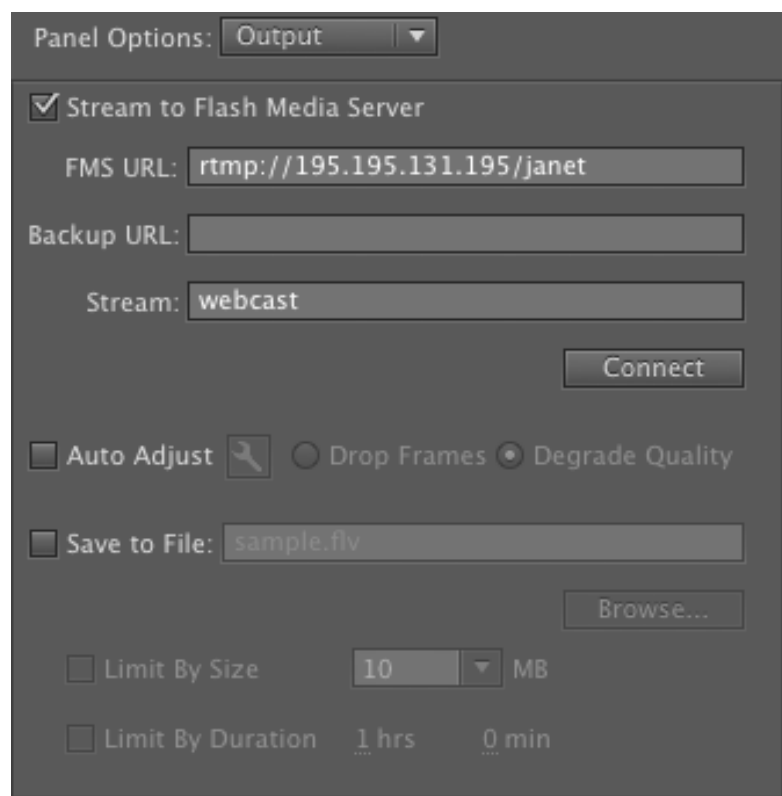 Panel Options: Output
Stream to Flash Media Server
FMS URL: rtmp://195.195.131.195/janet
Backup URL:
Stream: webcast
Connect
Auto Adjust Drop Frames Degrade Quality
Save to File: sample.flv
Browse...
Limit By Size 10 MB
Limit By Duration 1 hrs 0 min